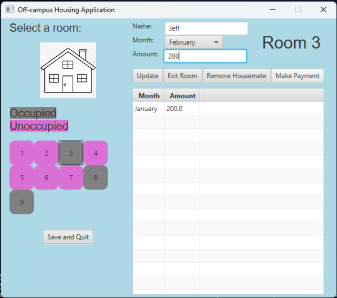 Off-campus Housing Application
Select a room:
Occupied
Unoccupied
1 2 3 4
5 6 7 8
9
Save and Quit
Name: Jeff
Month: February
Amount: 200
Room 3
Update Exit Room Remove Housemate Make Payment
Month Amount
January 200.0